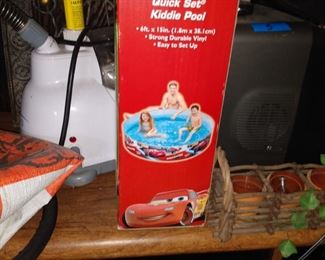 Quick Set®
Kiddie Pool
• 6ft. x 15in. (1.8m x 38.1cm)
• Strong Durable Vinyl
• Easy to Set Up